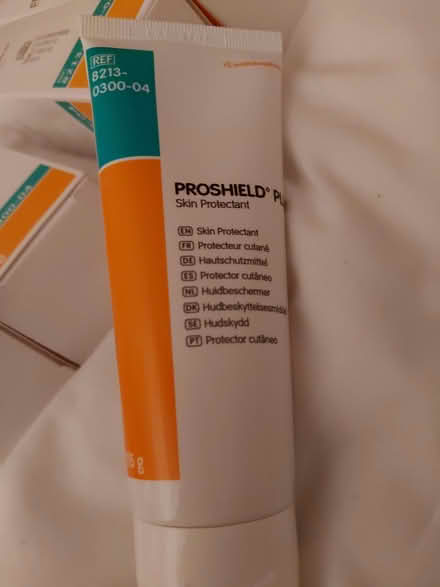 REF
8213-
0300-04
PROSHIELD®
Skin Protectant
EN Skin Protectant
FR Protecteur cutané
DE Hautschutzmittel
ES Protector cutáneo
NL Huidbeschermer
DK Hudbeskyttelsesmiddel
SE Hudskydd
PT Protector cutâneo